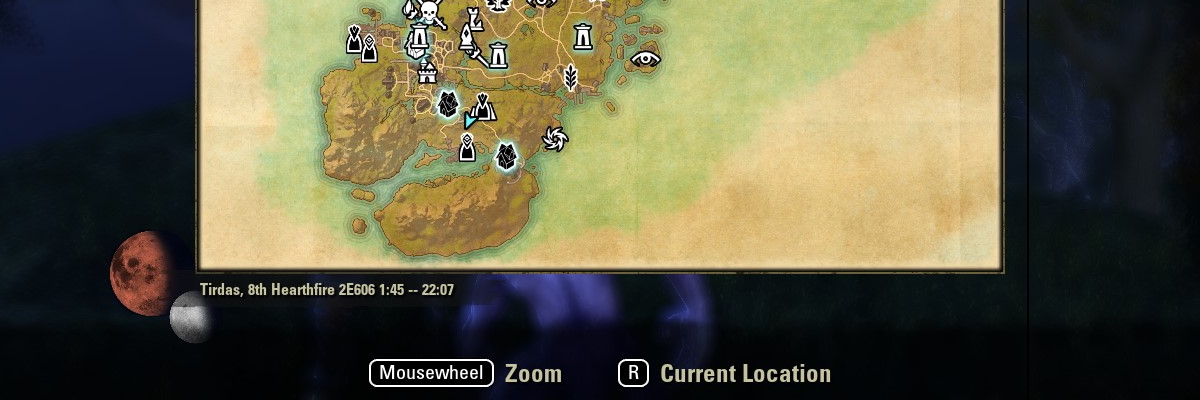 Tirdas, 8th Hearthfire 2E606 1:45 -- 22:07
Mousewheel Zoom R Current Location